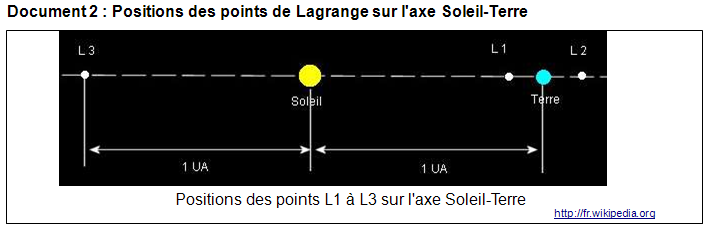 Document 2 : Positions des points de Lagrange sur l'axe Soleil-Terre
L 3
L 1
L 2
Soleil
Terre
1 UA
1 UA
Positions des points L1 à L3 sur l'axe Soleil-Terre
http://fr.wikipedia.org